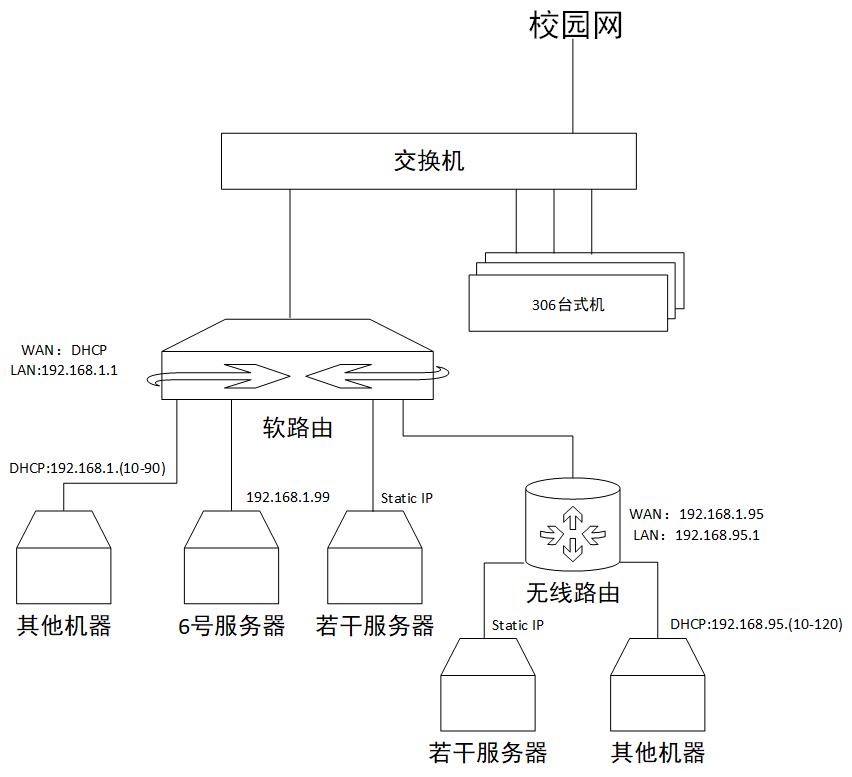 校园网
交换机
306台式机
WAN：DHCP
LAN:192.168.1.1
软路由
DHCP:192.168.1.(10-90)
192.168.1.99
Static IP
WAN：192.168.1.95
LAN：192.168.95.1
无线路由
其他机器
6号服务器
若干服务器
Static IP
DHCP:192.168.95.(10-120)
若干服务器
其他机器